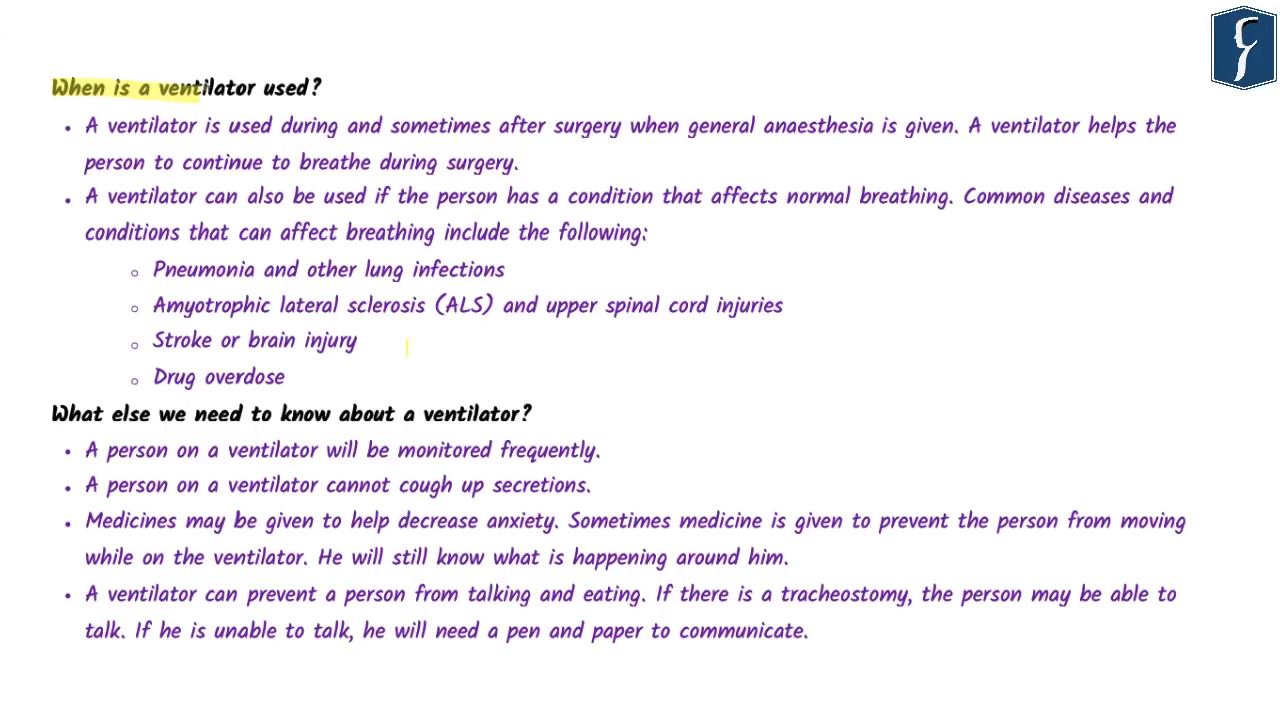 When is a ventilator used?
• A ventilator is used during and sometimes after surgery when general anaesthesia is given. A ventilator helps the
person to continue to breathe during surgery.
• A ventilator can also be used if the person has a condition that affects normal breathing. Common diseases and
conditions that can affect breathing include the following:
○ Pneumonia and other lung infections
○ Amyotrophic lateral sclerosis (ALS) and upper spinal cord injuries
○ Stroke or brain injury
○ Drug overdose
What else we need to know about a ventilator?
• A person on a ventilator will be monitored frequently.
• A person on a ventilator cannot cough up secretions.
• Medicines may be given to help decrease anxiety. Sometimes medicine is given to prevent the person from moving
while on the ventilator. He will still know what is happening around him.
• A ventilator can prevent a person from talking and eating. If there is a tracheostomy, the person may be able to
talk. If he is unable to talk, he will need a pen and paper to communicate.